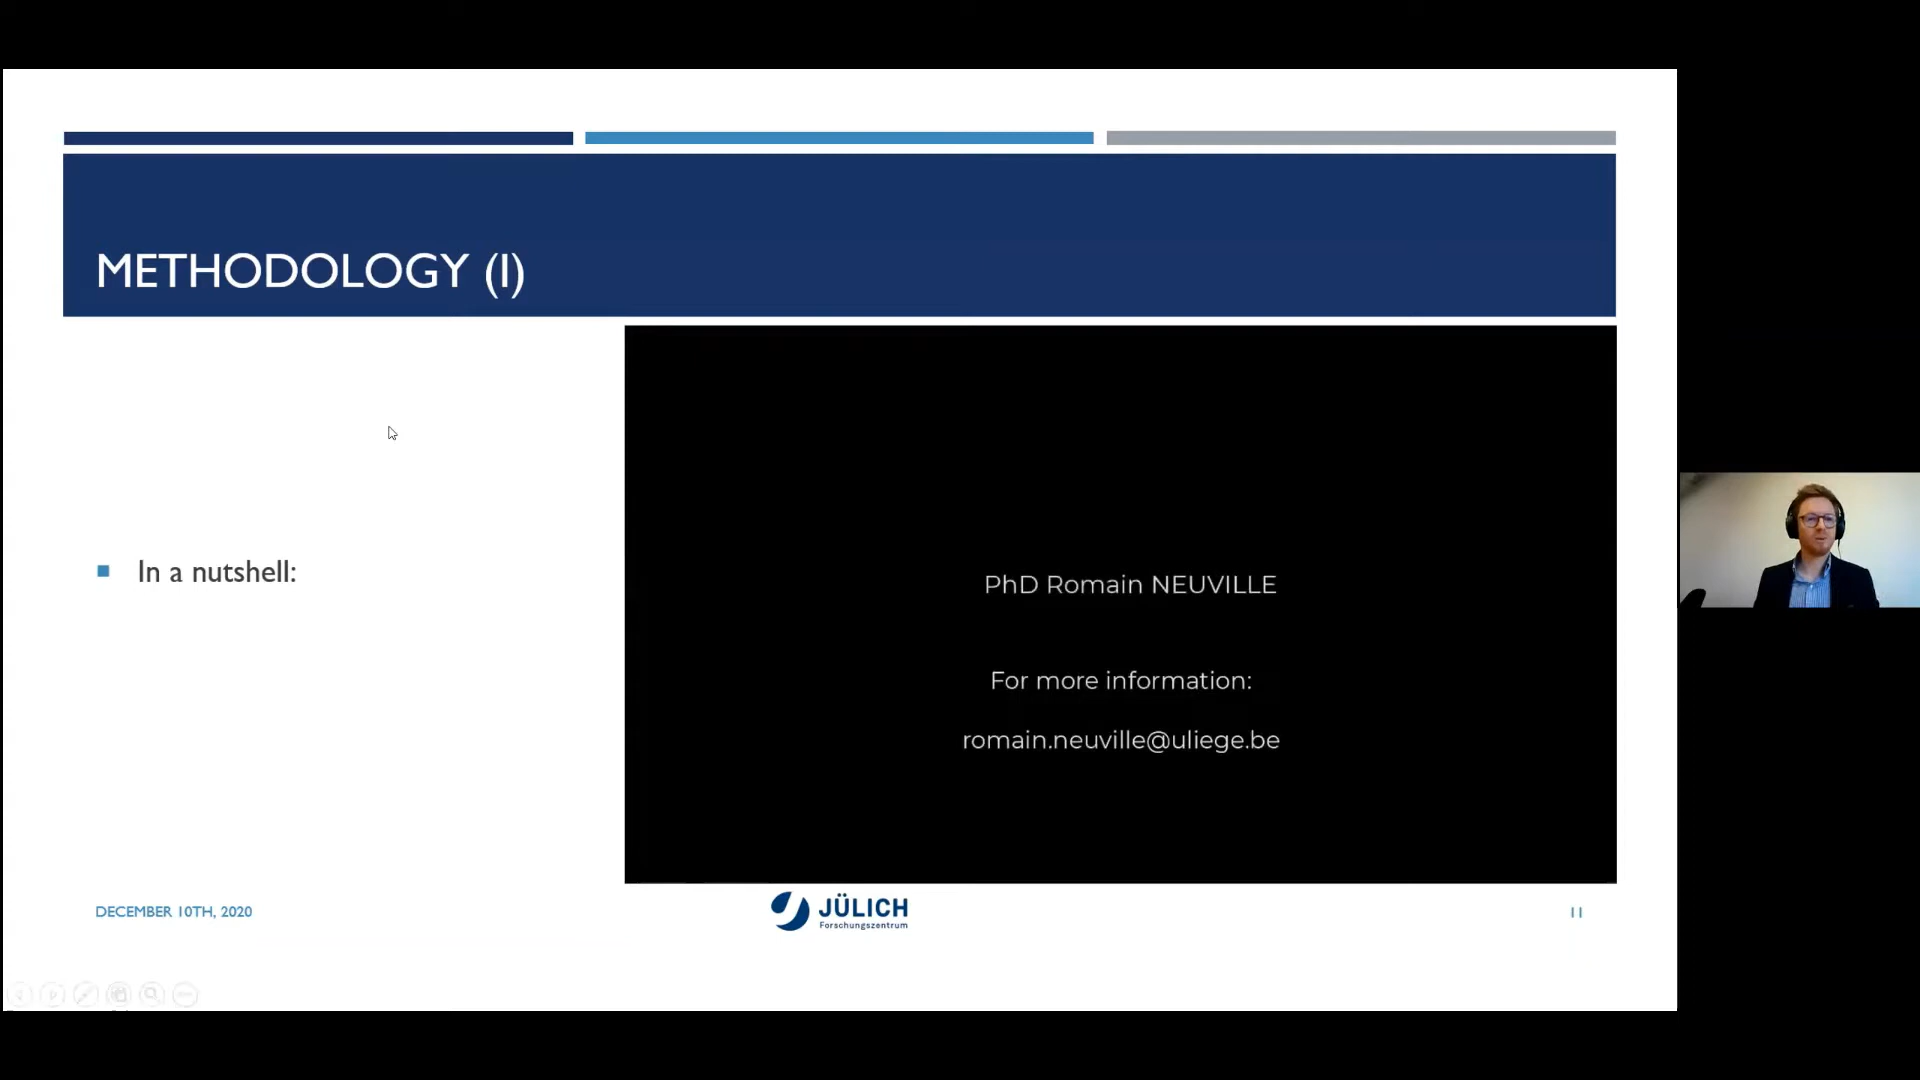 METHODOLOGY (I)
In a nutshell:
PhD Romain NEUVILLE
For more information:
romain.neuville@uliege.be
DECEMBER 10TH, 2020
JÜLICH
Forschungszentrum
11